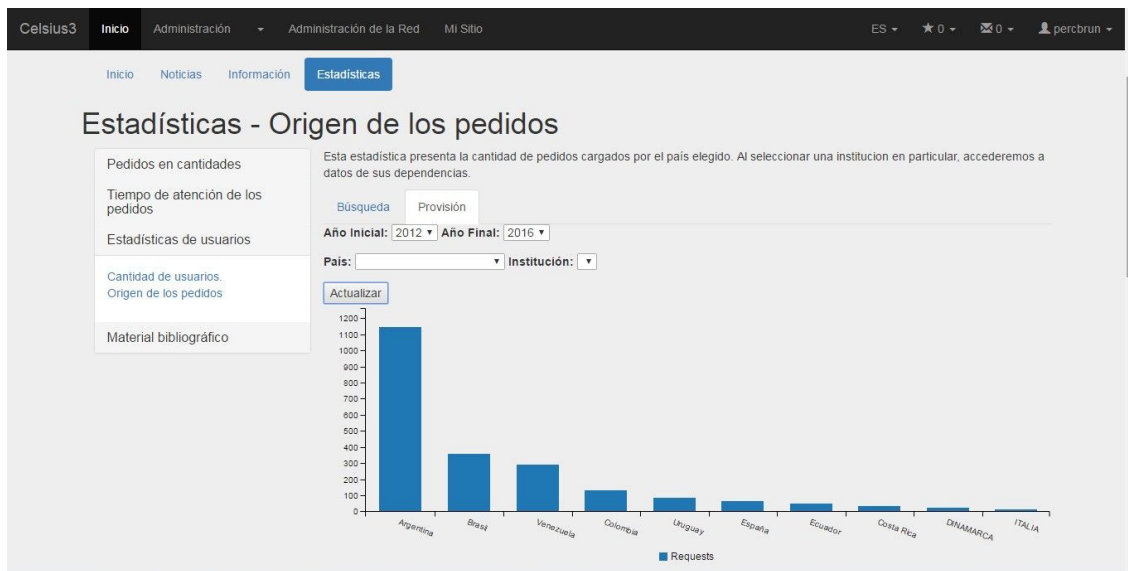 Celsius3 Inicio Administración Administración de la Red Mi Sitio ES 0 0 percbrun
Inicio Noticias Información Estadísticas
Estadísticas - Origen de los pedidos
Pedidos en cantidades
Tiempo de atención de los
pedidos
Estadísticas de usuarios
Cantidad de usuarios.
Origen de los pedidos
Material bibliográfico
Esta estadística presenta la cantidad de pedidos cargados por el país elegido. Al seleccionar una institucion en particular, accederemos a
datos de sus dependencias.
Búsqueda Provisión
Año Inicial: 2012 Año Final: 2016
Pais: Institución:
Actualizar
1200
1100
1000
900
800
700
600
500
400
300
200
100
0
Argentina Brasil Venezuela Colombia Uruguay España Ecuador Costa Rica DINAMARCA ITALIA
Requests